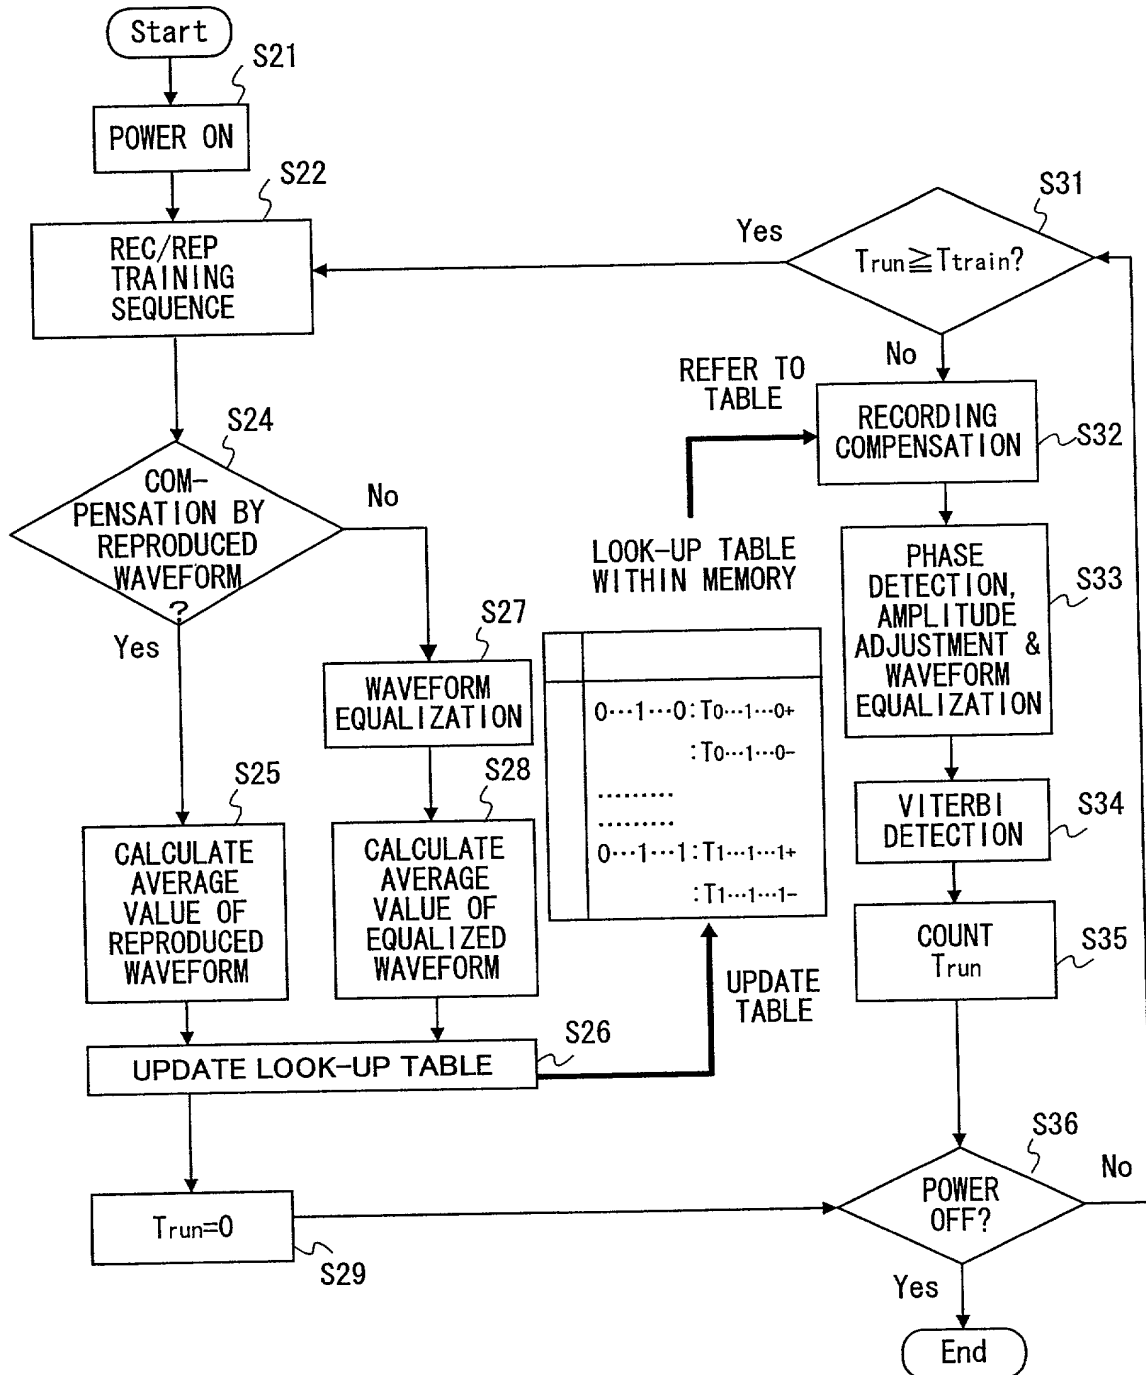 Start
S21
POWER ON
S22
REC/REP
TRAINING
SEQUENCE
S31
Trun≧Ttrain?
Yes
No
S24
COM-
PENSATION BY
REPRODUCED
WAVEFORM
?
No
Yes
REFER TO
TABLE
RECORDING
COMPENSATION
S32
LOOK-UP TABLE
WITHIN MEMORY
PHASE
DETECTION,
AMPLITUDE
ADJUSTMENT &
WAVEFORM
EQUALIZATION
S33
S27
WAVEFORM
EQUALIZATION
0···1···0:T0···1···0+
:T0···1···0-
·········
·········
0···1···1:T1···1···1+
:T1···1···1-
S25
CALCULATE
AVERAGE
VALUE OF
REPRODUCED
WAVEFORM
S28
CALCULATE
AVERAGE
VALUE OF
EQUALIZED
WAVEFORM
VITERBI
DETECTION
S34
COUNT
Trun
S35
UPDATE
TABLE
UPDATE LOOK-UP TABLE
S26
Trun=0
S29
S36
POWER
OFF?
No
Yes
End